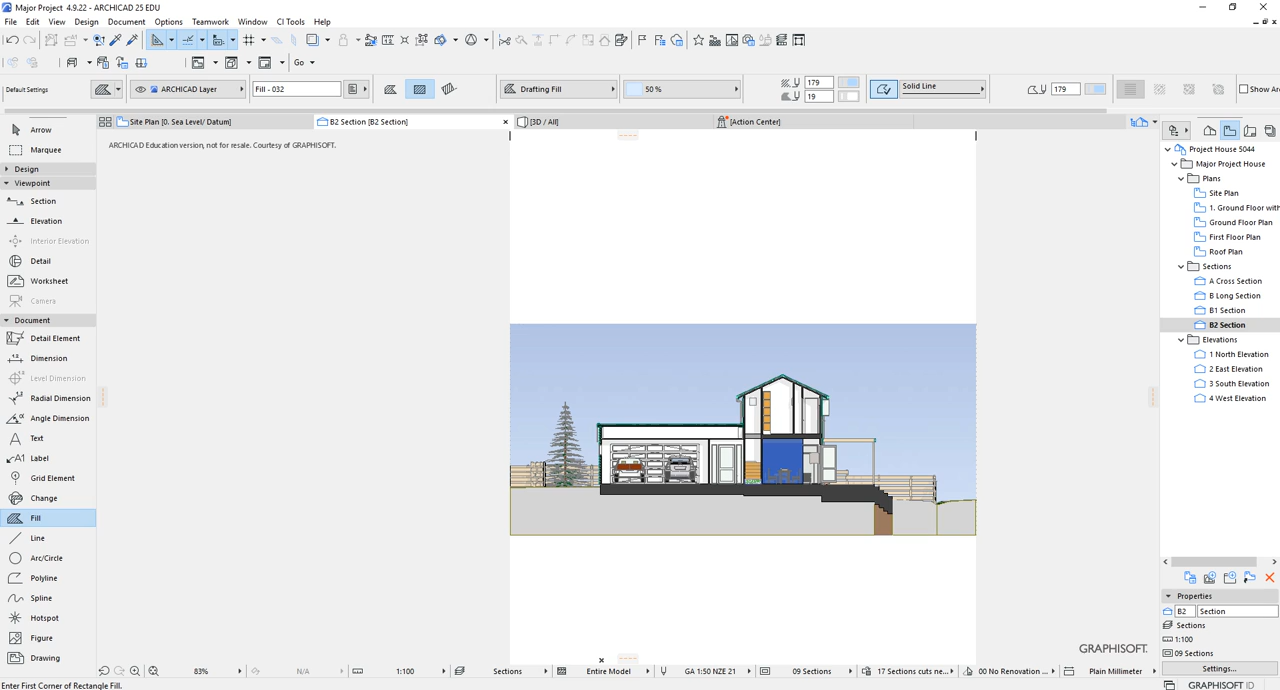 Major Project 4.9.22 - ARCHICAD 25 EDU
File Edit View Design Document Options Teamwork Window CI Tools Help
Go
Default Settings
ARCHICAD Layer
Fill - 032
Drafting Fill
50 %
179
19
Solid Line
179
Show Ar
Site Plan [0. Sea Level/ Datum]
B2 Section [B2 Section]
[3D / All]
[Action Center]
ARCHICAD Education version, not for resale. Courtesy of GRAPHISOFT.
Arrow
Marquee
Design
Viewpoint
Section
Elevation
Interior Elevation
Detail
Worksheet
Camera
Document
Detail Element
Dimension
Level Dimension
Radial Dimension
Angle Dimension
Text
Label
Grid Element
Change
Fill
Line
Arc/Circle
Polyline
Spline
Hotspot
Figure
Drawing
Project House 5044
Major Project House
Plans
Site Plan
1. Ground Floor with
Ground Floor Plan
First Floor Plan
Roof Plan
Sections
A Cross Section
B Long Section
B1 Section
B2 Section
Elevations
1 North Elevation
2 East Elevation
3 South Elevation
4 West Elevation
Properties
B2 Section
Sections
1:100
09 Sections
Settings...
GRAPHISOFT ID
GRAPHISOFT.
83%
N/A
1:100
Sections
Entire Model
GA 1:50 NZE 21
09 Sections
17 Sections cuts ne...
00 No Renovation ...
Plain Millimeter
Enter First Corner of Rectangle Fill.